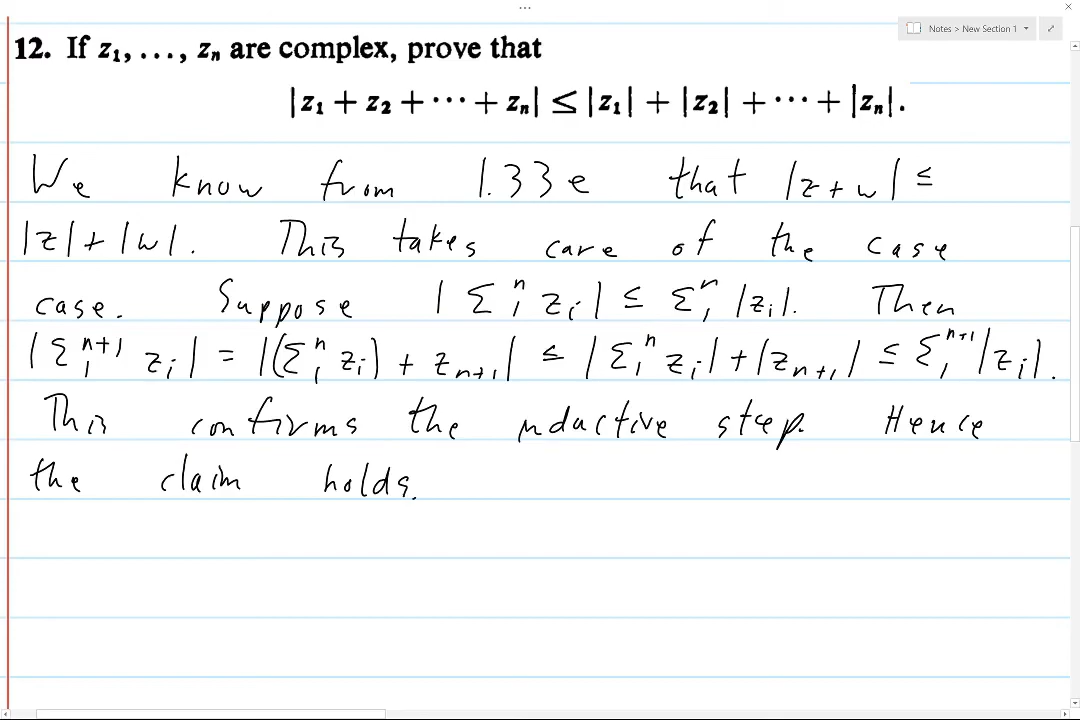 ...
Notes > New Section 1
12. If z₁, ..., zₙ are complex, prove that
|z₁ + z₂ + ··· + zₙ| ≤ |z₁| + |z₂| + ··· + |zₙ|.
We know from 1.33e that |z+w| ≤
|z|+|w|. This takes care of the case
case. Suppose |Σ₁ⁿ zᵢ| ≤ Σ₁ⁿ |zᵢ|. Then
|Σ₁ⁿ⁺¹ zᵢ| = |(Σ₁ⁿ zᵢ) + zₙ₊₁| ≤ |Σ₁ⁿ zᵢ| + |zₙ₊₁| ≤ Σ₁ⁿ⁺¹ |zᵢ|.
This confirms the inductive step. Hence
the claim holds.